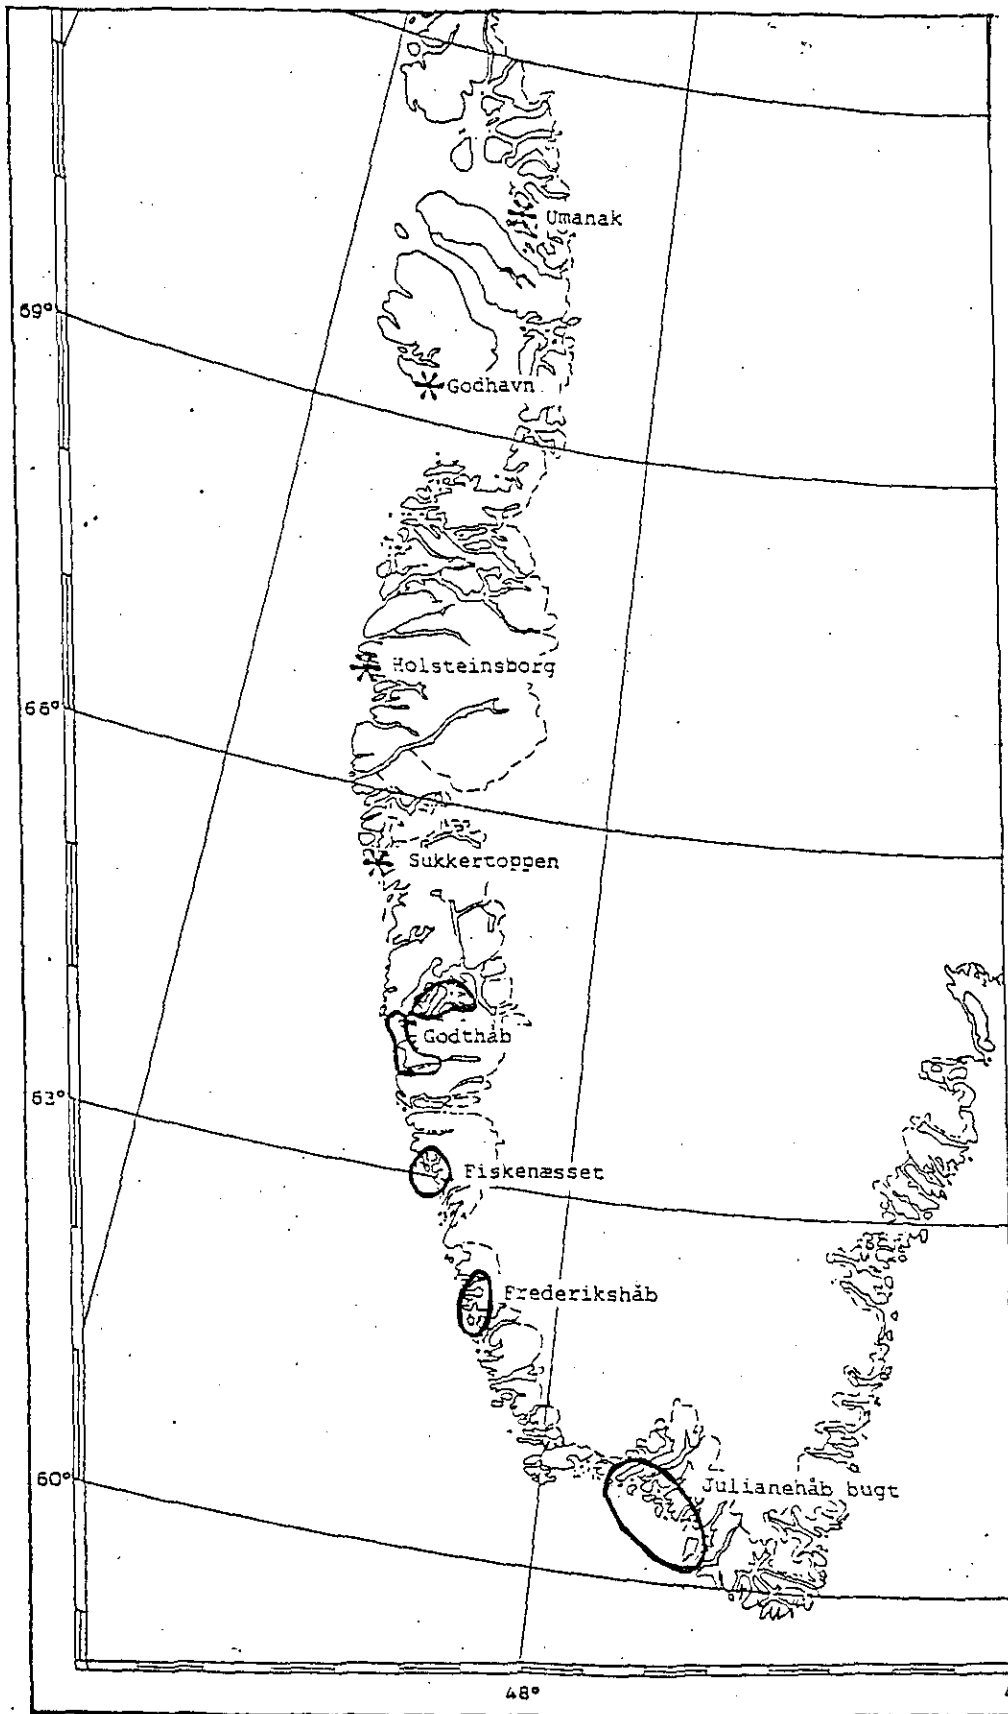 Umanak
69°
Godhavn
Holsteinsborg
66°
Sukkertoppen
Godthåb
63°
Fiskenæsset
Frederikshåb
Julianehåb bugt
60°
48°